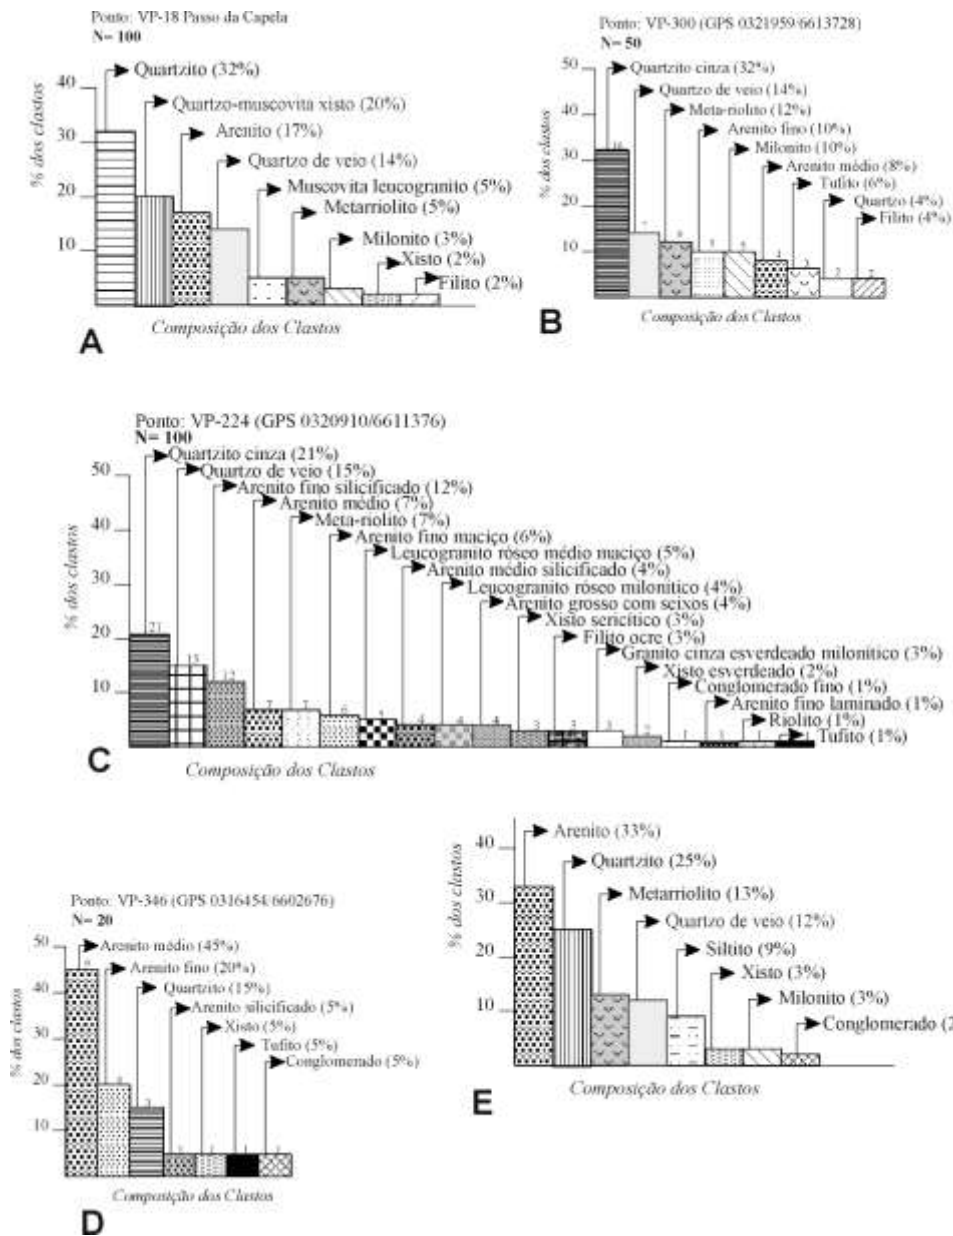 Ponto: VP-18 Passo da Capela
N= 100
% dos clastos
40
30
20
10
Quartzito (32%)
Quartzo-muscovita xisto (20%)
Arenito (17%)
Quartzo de veio (14%)
Muscovita leucogranito (5%)
Metarriolito (5%)
Milonito (3%)
Xisto (2%)
Filito (2%)
Composição dos Clastos
A
Ponto: VP-300 (GPS 0321959/6613728)
N= 50
% dos clastos
50
40
30
20
10
Quartzito cinza (32%)
Quartzo de veio (14%)
Meta-riolito (12%)
Arenito fino (10%)
Milonito (10%)
Arenito médio (8%)
Tufito (6%)
Quartzo (4%)
Filito (4%)
Composição dos Clastos
B
Ponto: VP-224 (GPS 0320910/6611376)
N= 100
% dos clastos
50
40
30
20
10
Quartzito cinza (21%)
Quartzo de veio (15%)
Arenito fino silicificado (12%)
Arenito médio (7%)
Meta-riolito (7%)
Arenito fino maciço (6%)
Leucogranito róseo médio maciço (5%)
Arenito médio silicificado (4%)
Leucogranito róseo milonítico (4%)
Arenito grosso com seixos (4%)
Xisto sericítico (3%)
Filito ocre (3%)
Granito cinza esverdeado milonítico (3%)
Xisto esverdeado (2%)
Conglomerado fino (1%)
Arenito fino laminado (1%)
Riolito (1%)
Tufito (1%)
21 15 12 7 7 6 5 4 4 4 3 3 3 2 1 1 1
Composição dos Clastos
C
Ponto: VP-346 (GPS 0316454/6602676)
N= 20
% dos clastos
50
40
30
20
10
Arenito médio (45%)
Arenito fino (20%)
Quartzito (15%)
Arenito silicificado (5%)
Xisto (5%)
Tufito (5%)
Conglomerado (5%)
Composição dos Clastos
D
% dos clastos
40
30
20
10
Arenito (33%)
Quartzito (25%)
Metarriolito (13%)
Quartzo de veio (12%)
Siltito (9%)
Xisto (3%)
Milonito (3%)
Conglomerado (2
Composição dos Clastos
E